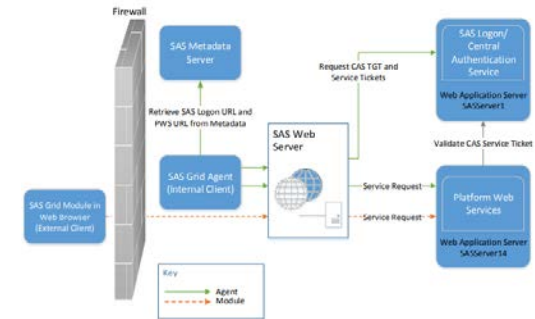 Firewall
SAS Metadata
Server
SAS Logon/
Central
Authentication
Service
Web Application Server
SASServer1
Request CAS TGT and
Service Tickets
Retrieve SAS Logon URL and
PWS URL from Metadata
SAS Web
Server
Validate CAS Service Ticket
SAS Grid Agent
(Internal Client)
Service Request
Platform Web
Services
SAS Grid Module in
Web Browser
(External Client)
Service Request
Web Application Server
SASServer14
Key
Agent
Module